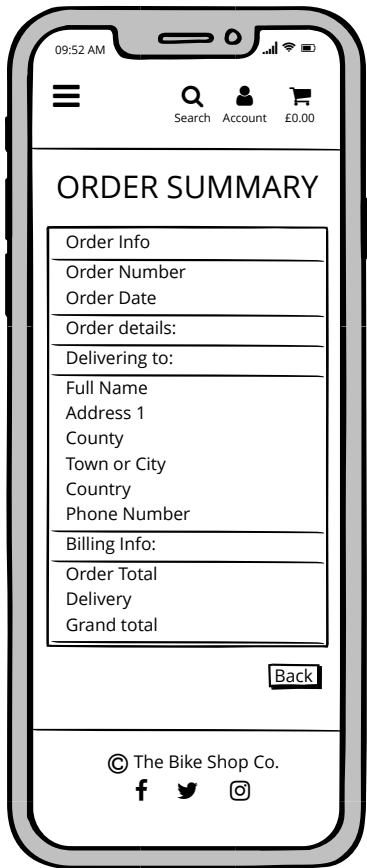 09:52 AM
Search Account £0.00
ORDER SUMMARY
Order Info
Order Number
Order Date
Order details:
Delivering to:
Full Name
Address 1
County
Town or City
Country
Phone Number
Billing Info:
Order Total
Delivery
Grand total
Back
© The Bike Shop Co.